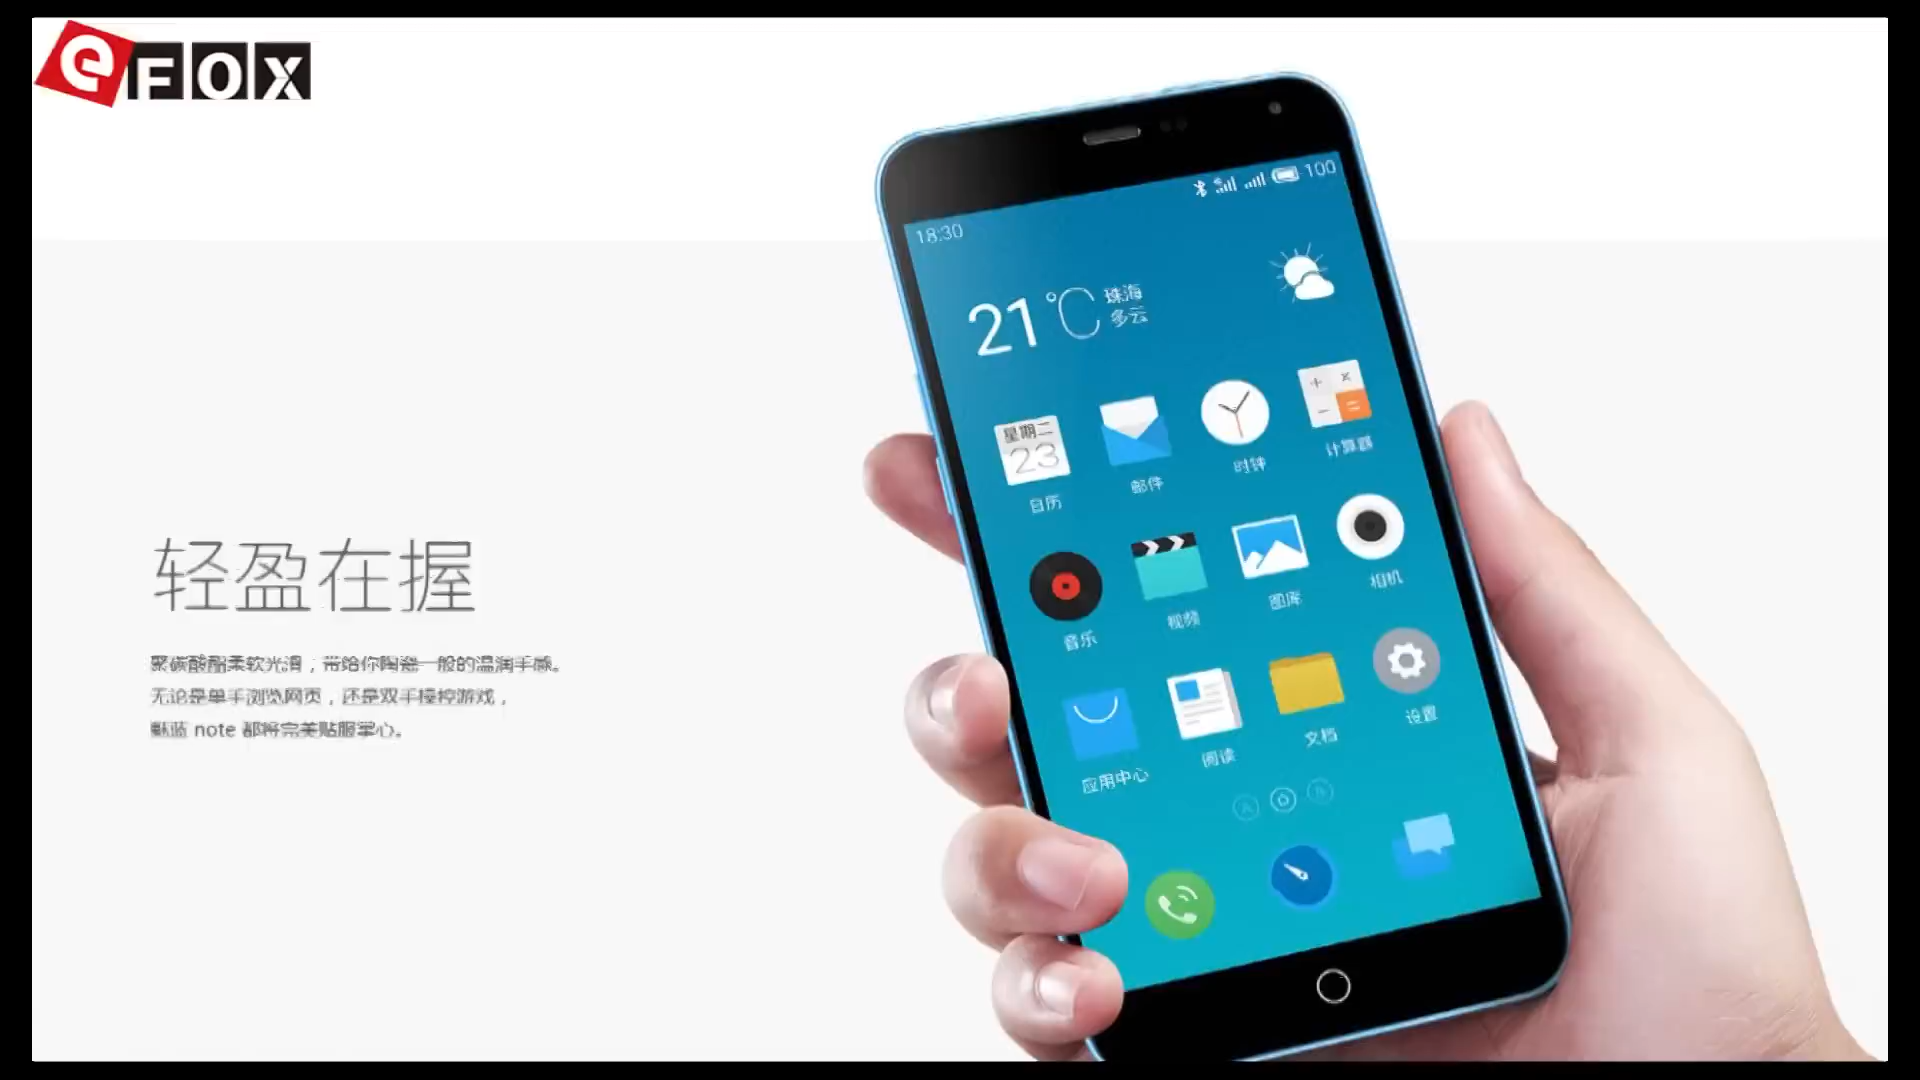 eFOX
轻盈在握
聚碳酸酯柔软光滑，带给你陶瓷一般的温润手感。
无论是单手浏览网页，还是双手操控游戏，
魅蓝 note 都将完美贴服掌心。
100
18:30
21℃
珠海
多云
星期二
23
日历
邮件
时钟
计算器
音乐
视频
图库
相机
应用中心
阅读
文档
设置